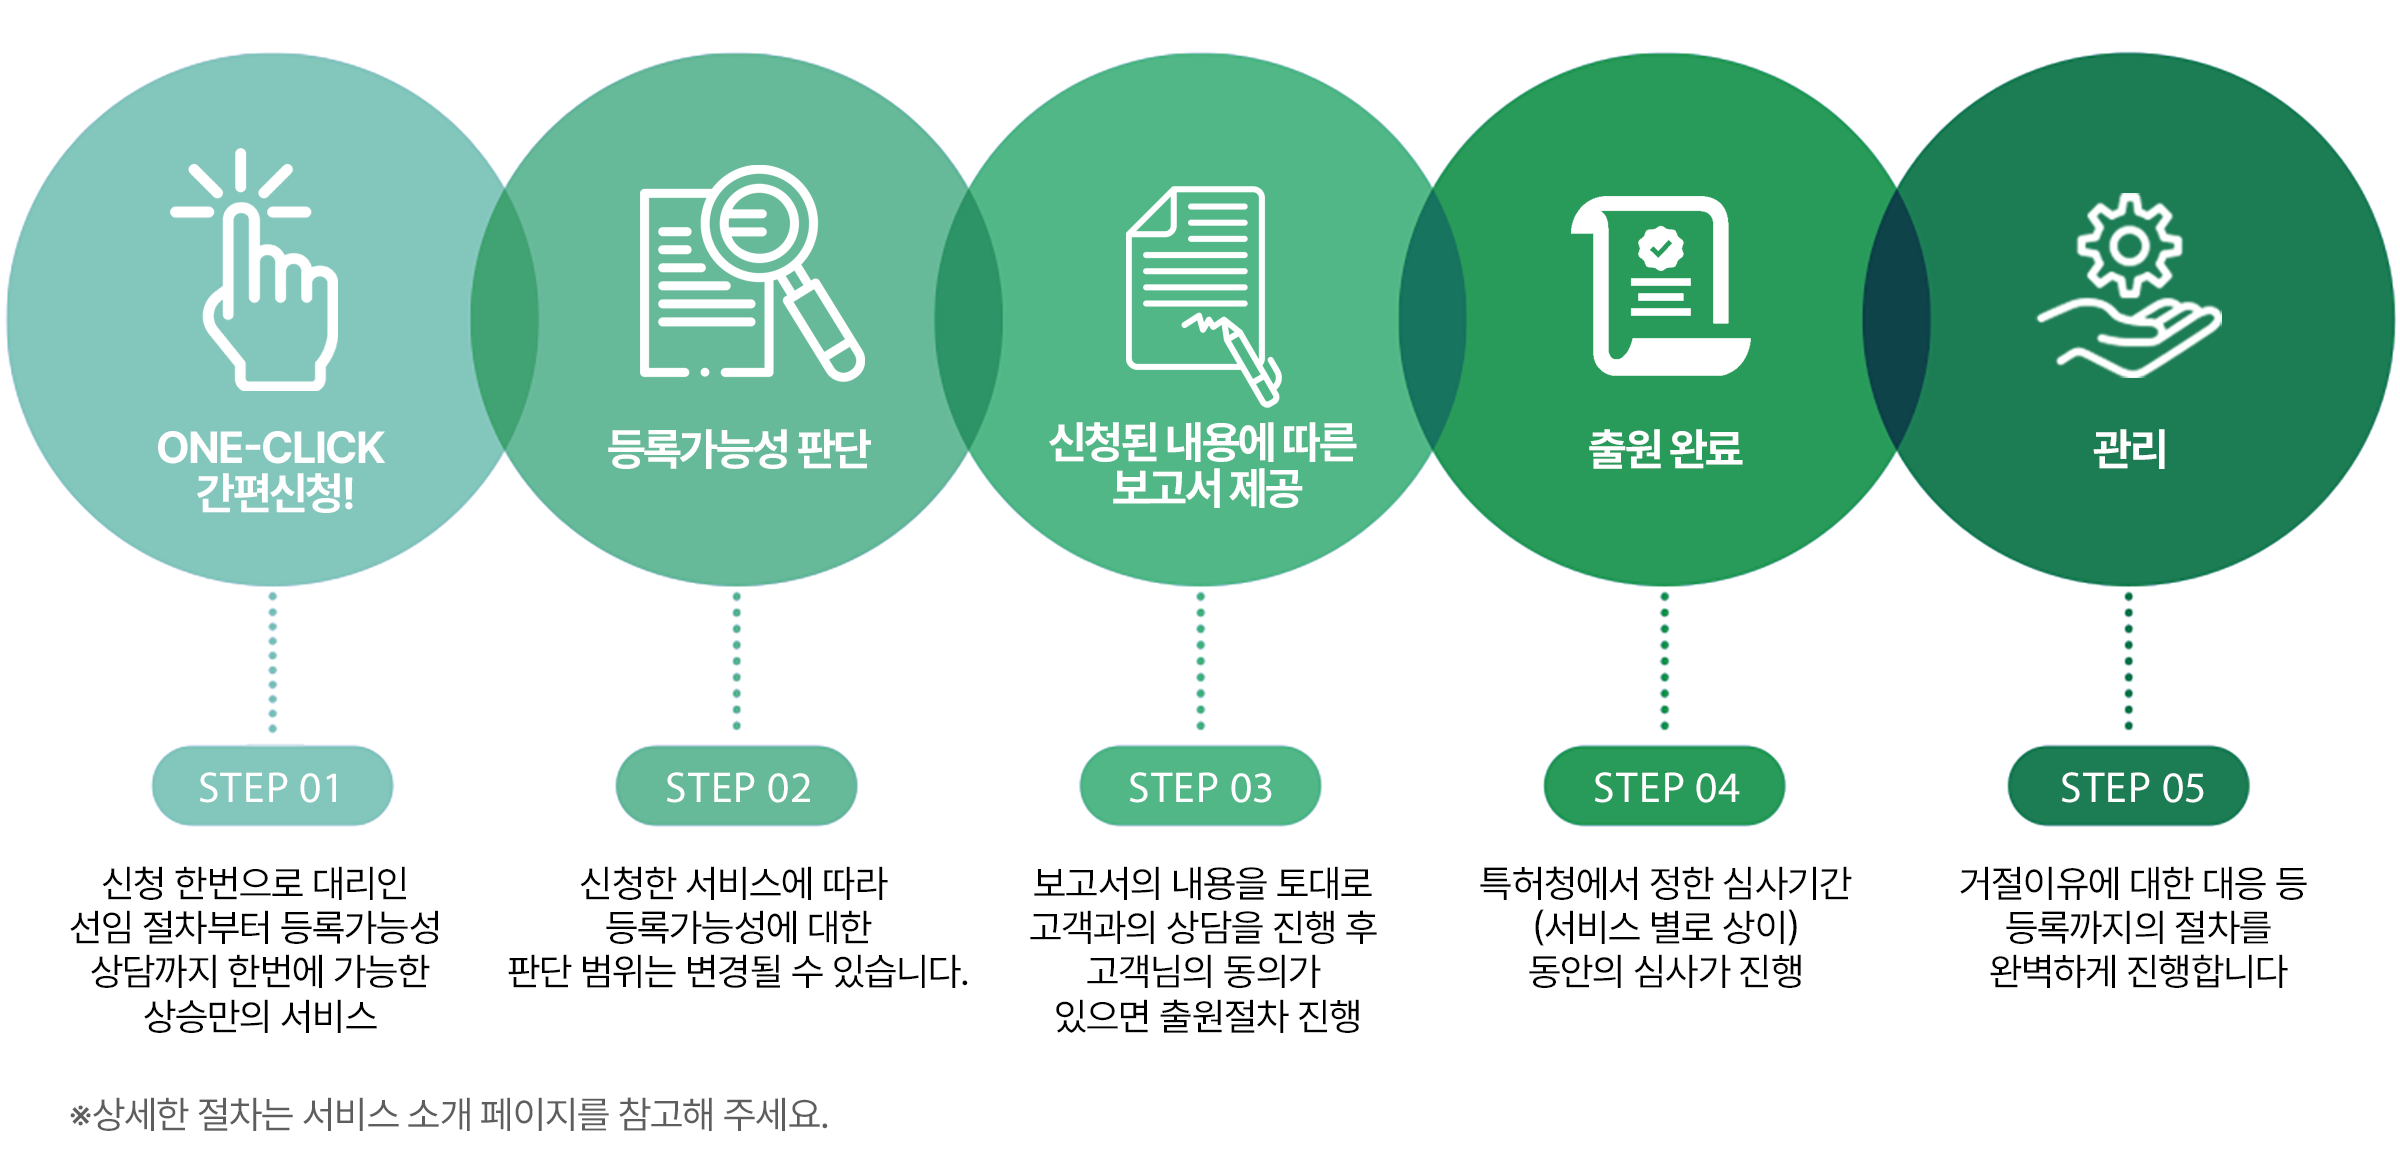 ONE-CLICK
간편신청!
등록가능성 판단
신청된 내용에 따른
보고서 제공
출원 완료
관리
STEP 01
신청 한번으로 대리인
선임 절차부터 등록가능성
상담까지 한번에 가능한
상승만의 서비스
STEP 02
신청한 서비스에 따라
등록가능성에 대한
판단 범위는 변경될 수 있습니다.
STEP 03
보고서의 내용을 토대로
고객과의 상담을 진행 후
고객님의 동의가
있으면 출원절차 진행
STEP 04
특허청에서 정한 심사기간
(서비스 별로 상이)
동안의 심사가 진행
STEP 05
거절이유에 대한 대응 등
등록까지의 절차를
완벽하게 진행합니다
※상세한 절차는 서비스 소개 페이지를 참고해 주세요.